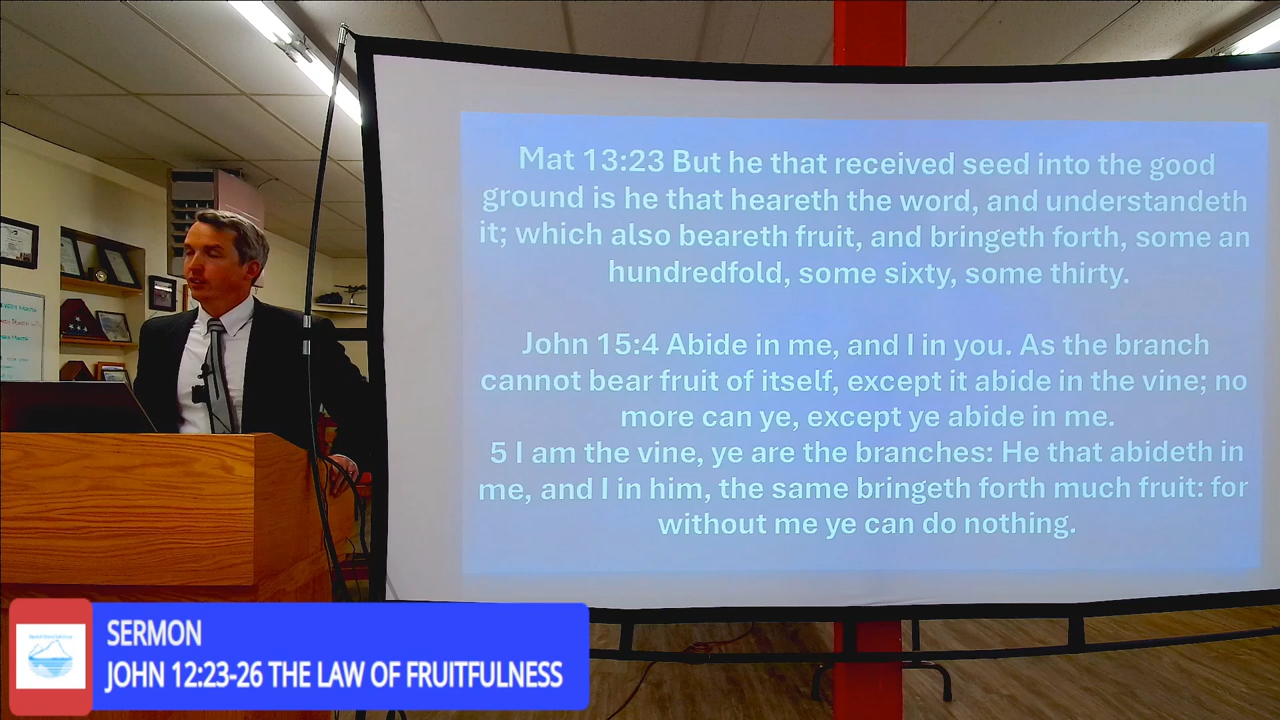 Mat 13:23 But he that received seed into the good
ground is he that heareth the word, and understandeth
it; which also beareth fruit, and bringeth forth, some an
hundredfold, some sixty, some thirty.
John 15:4 Abide in me, and I in you. As the branch
cannot bear fruit of itself, except it abide in the vine; no
more can ye, except ye abide in me.
5 I am the vine, ye are the branches: He that abideth in
me, and I in him, the same bringeth forth much fruit: for
without me ye can do nothing.
SERMON
JOHN 12:23-26 THE LAW OF FRUITFULNESS